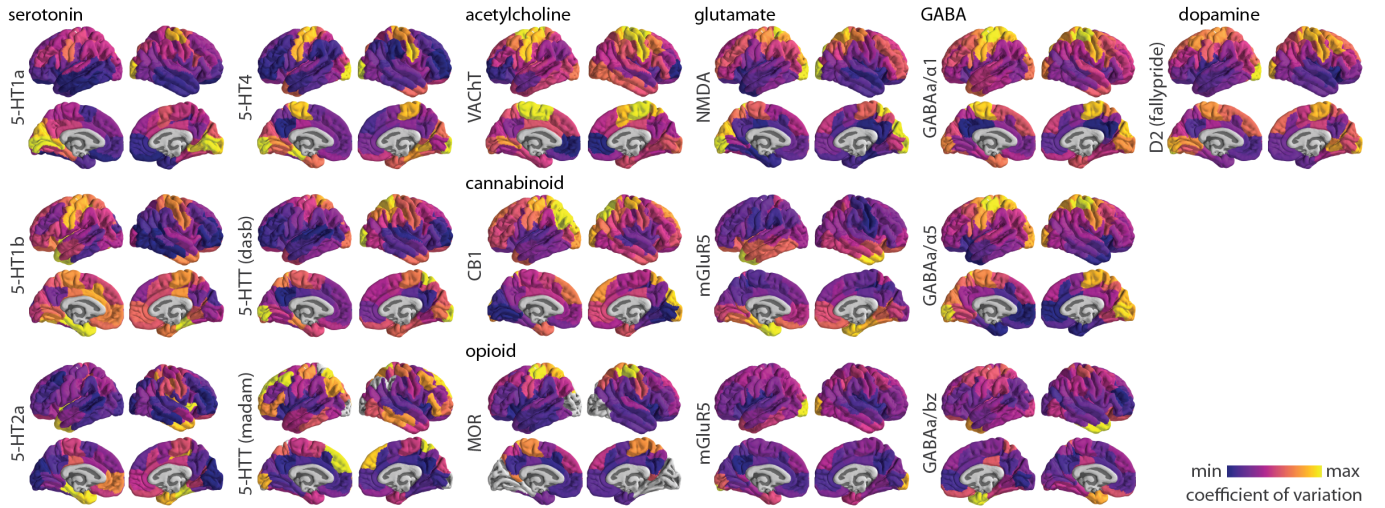 serotonin
acetylcholine
glutamate
GABA
dopamine
5-HT1a
5-HT4
VAChT
NMDA
GABAa/α1
D2 (fallypride)
cannabinoid
5-HT1b
5-HTT (dasb)
CB1
mGluR5
GABAa/α5
opioid
5-HT2a
5-HTT (madam)
MOR
mGluR5
GABAa/bz
min max
coefficient of variation